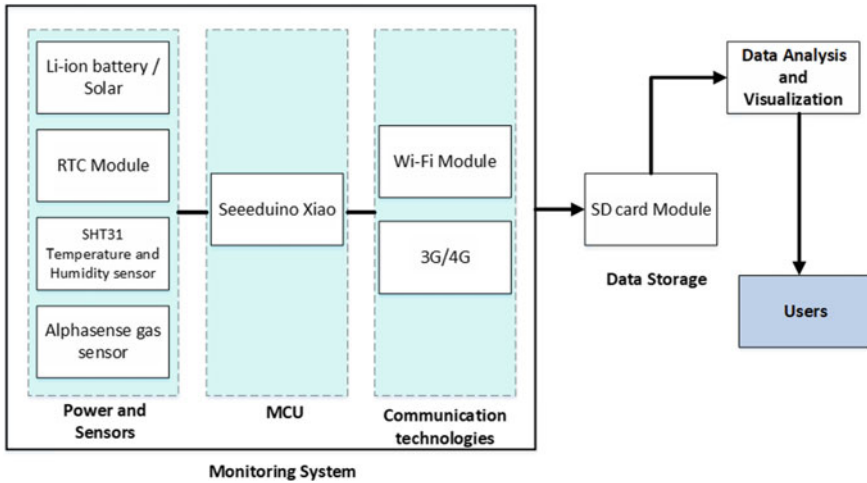 Li-ion battery /
Solar
RTC Module
SHT31
Temperature and
Humidity sensor
Alphasense gas
sensor
Power and
Sensors
Seeeduino Xiao
MCU
Wi-Fi Module
3G/4G
Communication
technologies
Monitoring System
SD card Module
Data Storage
Data Analysis
and
Visualization
Users